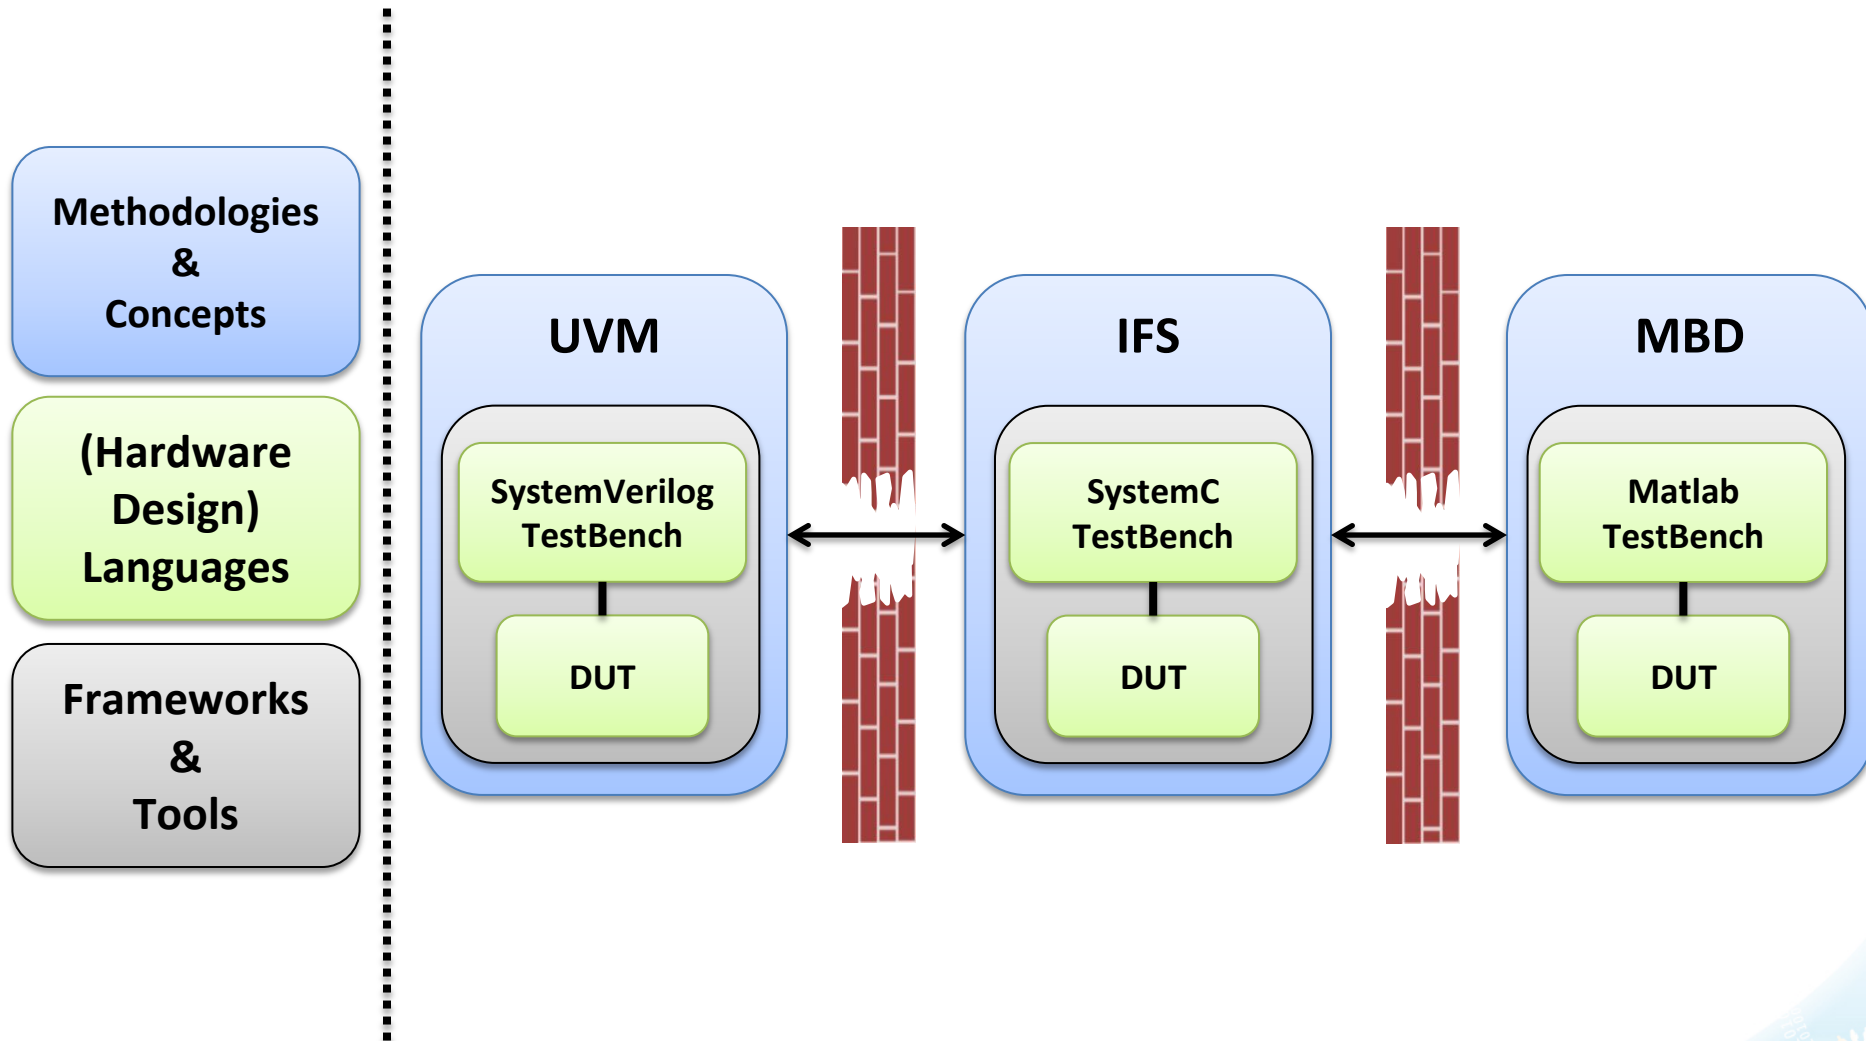 Methodologies
&
Concepts
(Hardware
Design)
Languages
Frameworks
&
Tools
UVM
SystemVerilog
TestBench
DUT
IFS
SystemC
TestBench
DUT
MBD
Matlab
TestBench
DUT